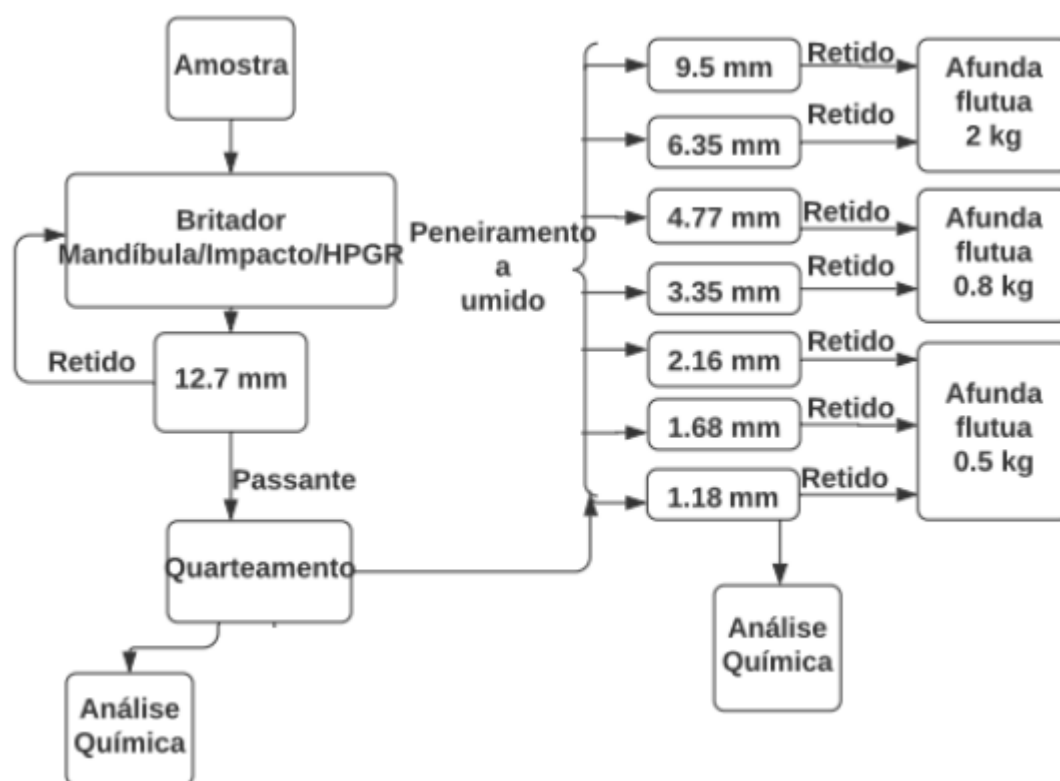 Amostra
Britador
Mandíbula/Impacto/HPGR
Retido
12.7 mm
Passante
Quarteamento
Análise
Química
Peneiramento
a
umido
9.5 mm
Retido
6.35 mm
Retido
Afunda
flutua
2 kg
4.77 mm
Retido
3.35 mm
Retido
Afunda
flutua
0.8 kg
2.16 mm
Retido
1.68 mm
Retido
1.18 mm
Retido
Afunda
flutua
0.5 kg
Análise
Química